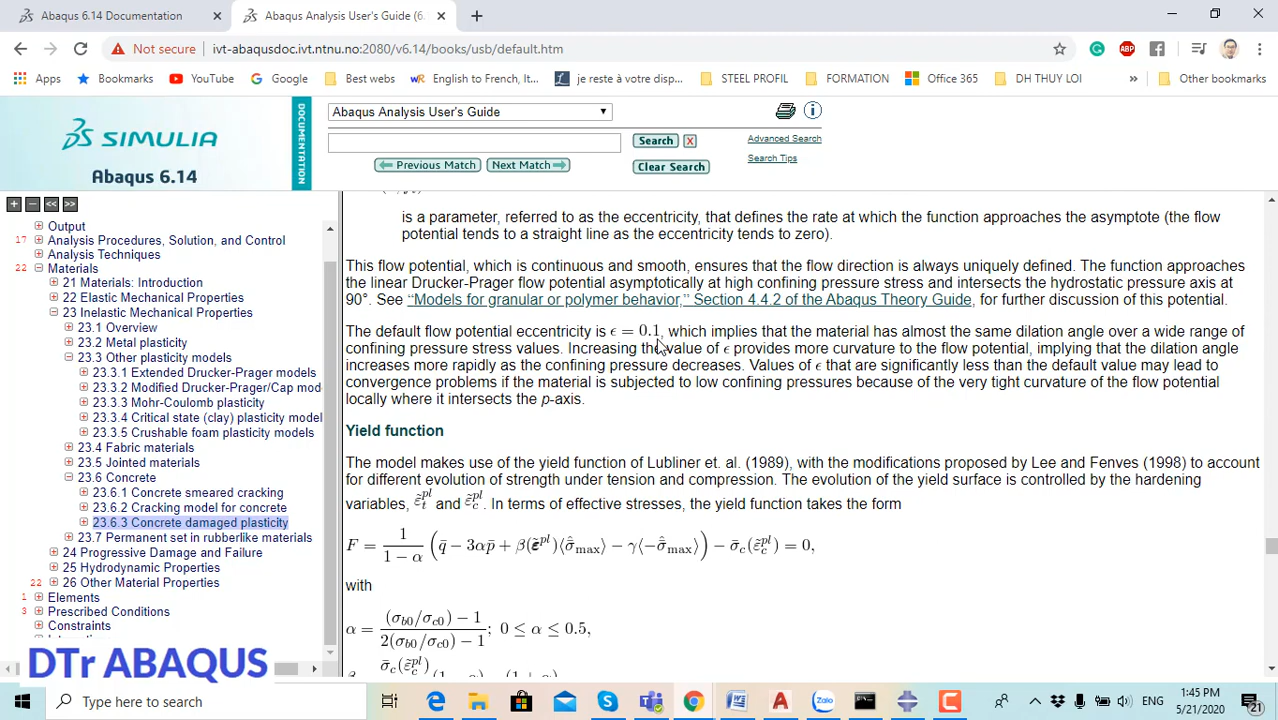 Abaqus 6.14 Documentation
Abaqus Analysis User's Guide (6.
Not secure
ivt-abaqusdoc.ivt.ntnu.no:2080/v6.14/books/usb/default.htm
ABP
Apps
Bookmarks
YouTube
Google
Best webs
English to French, It...
je reste à votre disp...
STEEL PROFIL
FORMATION
Office 365
DH THUY LOI
»
Other bookmarks
SIMULIA
Abaqus 6.14
DOCUMENTATION
Abaqus Analysis User's Guide
Search X
Advanced Search
Previous Match
Next Match
Clear Search
Search Tips
+ − << >>
Output
17 Analysis Procedures, Solution, and Control
Analysis Techniques
22 Materials
21 Materials: Introduction
22 Elastic Mechanical Properties
23 Inelastic Mechanical Properties
23.1 Overview
23.2 Metal plasticity
23.3 Other plasticity models
23.3.1 Extended Drucker-Prager models
23.3.2 Modified Drucker-Prager/Cap mod
23.3.3 Mohr-Coulomb plasticity
23.3.4 Critical state (clay) plasticity model
23.3.5 Crushable foam plasticity models
23.4 Fabric materials
23.5 Jointed materials
23.6 Concrete
23.6.1 Concrete smeared cracking
23.6.2 Cracking model for concrete
23.6.3 Concrete damaged plasticity
23.7 Permanent set in rubberlike materials
24 Progressive Damage and Failure
25 Hydrodynamic Properties
22 26 Other Material Properties
1 Elements
3 Prescribed Conditions
Constraints
DTr ABAQUS
is a parameter, referred to as the eccentricity, that defines the rate at which the function approaches the asymptote (the flow
potential tends to a straight line as the eccentricity tends to zero).
This flow potential, which is continuous and smooth, ensures that the flow direction is always uniquely defined. The function approaches
the linear Drucker-Prager flow potential asymptotically at high confining pressure stress and intersects the hydrostatic pressure axis at
90°. See “Models for granular or polymer behavior,” Section 4.4.2 of the Abaqus Theory Guide, for further discussion of this potential.
The default flow potential eccentricity is ϵ = 0.1, which implies that the material has almost the same dilation angle over a wide range of
confining pressure stress values. Increasing the value of ϵ provides more curvature to the flow potential, implying that the dilation angle
increases more rapidly as the confining pressure decreases. Values of ϵ that are significantly less than the default value may lead to
convergence problems if the material is subjected to low confining pressures because of the very tight curvature of the flow potential
locally where it intersects the p-axis.
Yield function
The model makes use of the yield function of Lubliner et. al. (1989), with the modifications proposed by Lee and Fenves (1998) to account
for different evolution of strength under tension and compression. The evolution of the yield surface is controlled by the hardening
variables, ε̃ₜᵖˡ and ε̃꜀ᵖˡ. In terms of effective stresses, the yield function takes the form
F = 1/(1 − α) (q̄ − 3αp̄ + β(ε̃ᵖˡ)⟨σ̄̂max⟩ − γ⟨−σ̄̂max⟩) − σ̄c(ε̃cᵖˡ) = 0,
with
α = ((σb0/σc0) − 1)/(2(σb0/σc0) − 1); 0 ≤ α ≤ 0.5,
σ̄c(ε̃cᵖˡ)
Type here to search
ENG
1:45 PM
5/21/2020
21